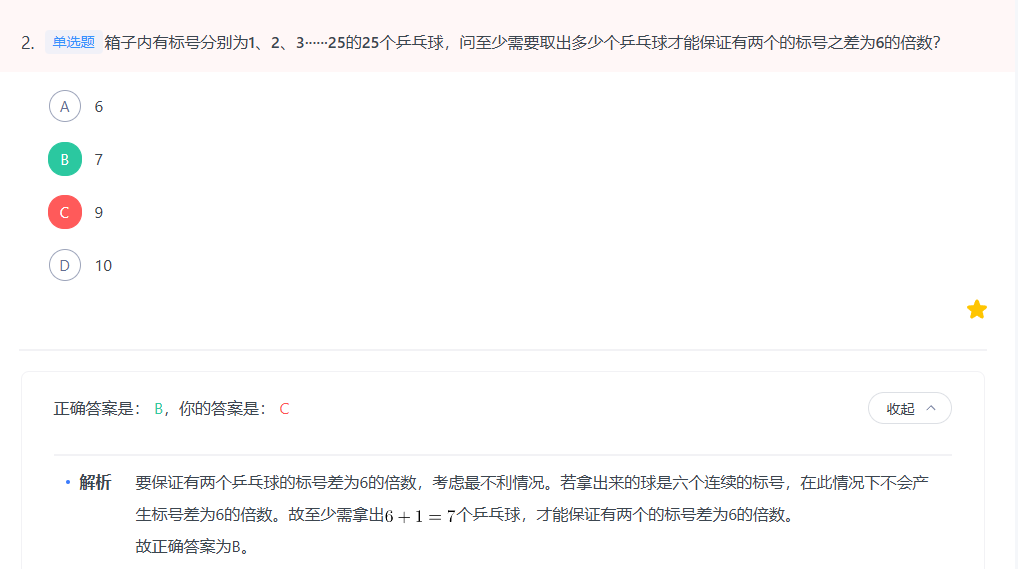 2. 单选题 箱子内有标号分别为1、2、3······25的25个乒乓球，问至少需要取出多少个乒乓球才能保证有两个的标号之差为6的倍数？
A 6
B 7
C 9
D 10
正确答案是： B，你的答案是： C 收起
• 解析 要保证有两个乒乓球的标号差为6的倍数，考虑最不利情况。若拿出来的球是六个连续的标号，在此情况下不会产
生标号差为6的倍数。故至少需拿出6 + 1 = 7个乒乓球，才能保证有两个的标号差为6的倍数。
故正确答案为B。